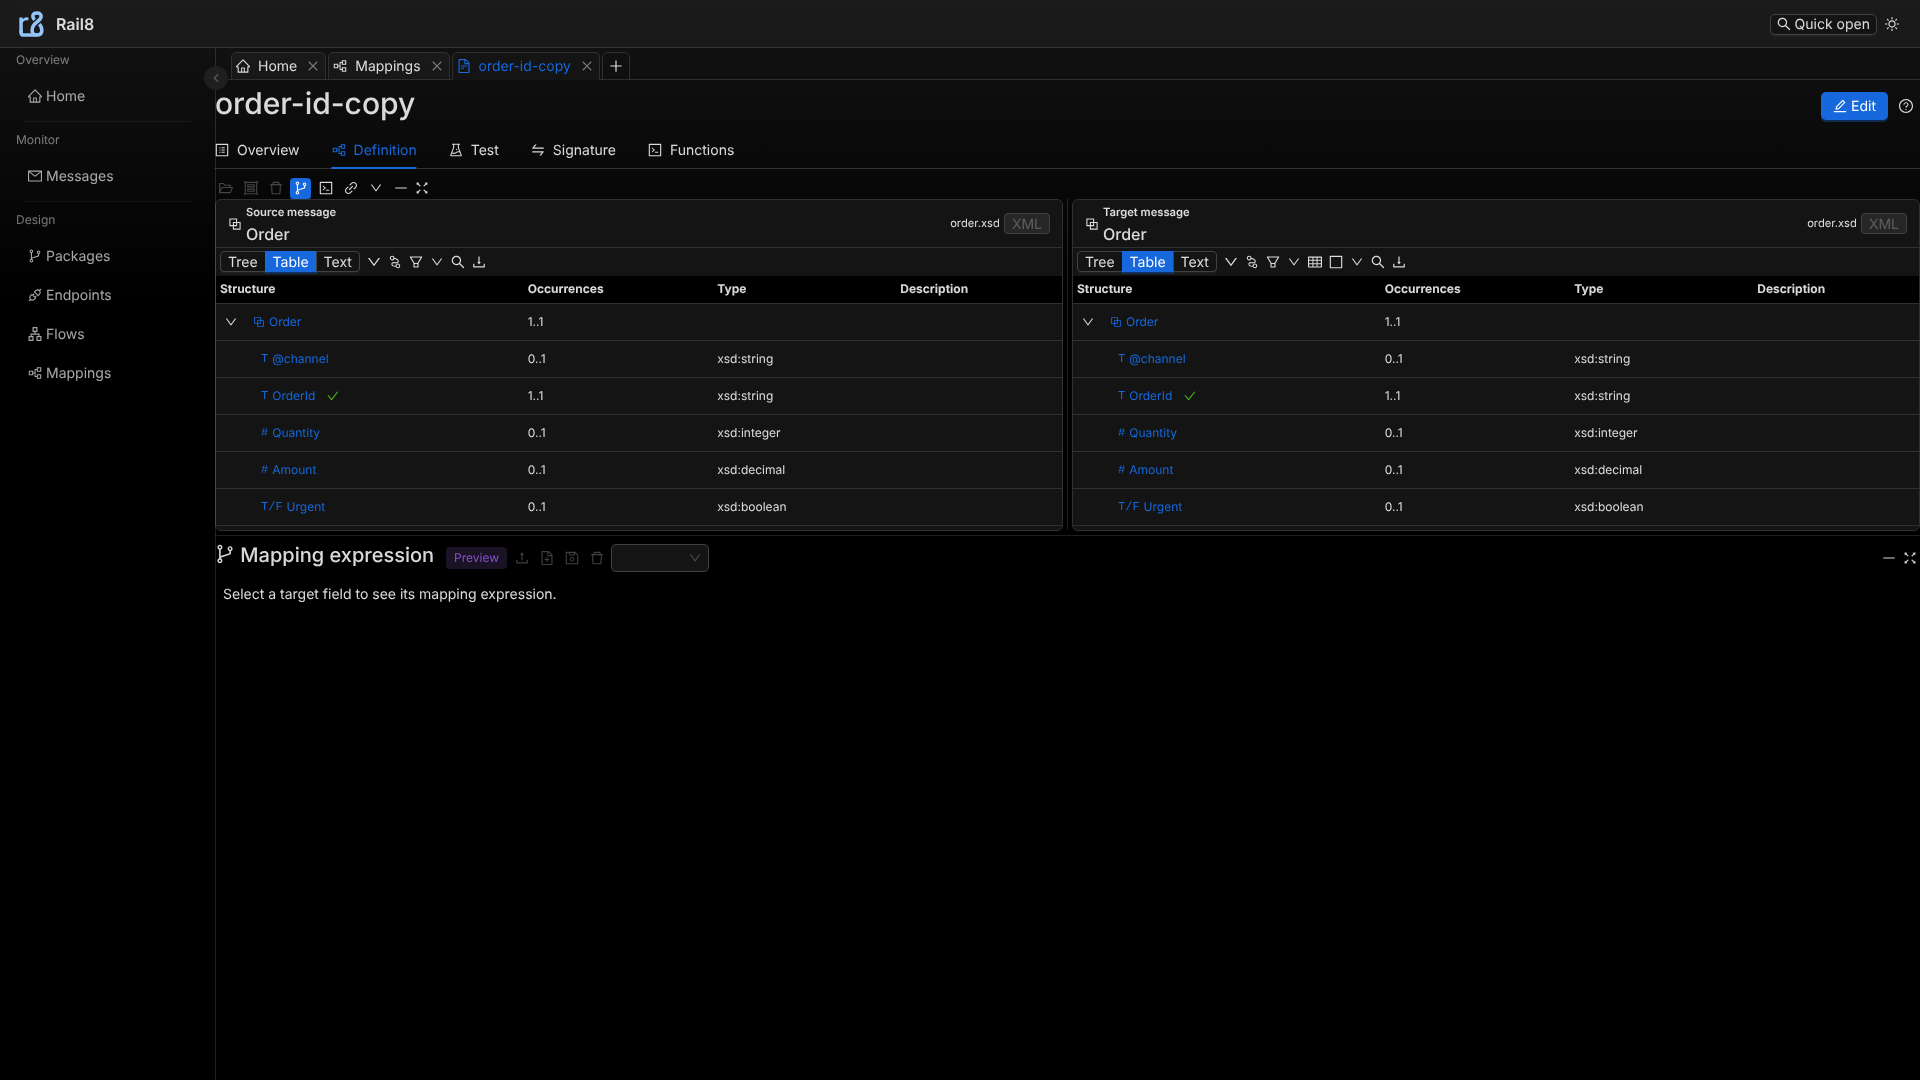 Rail8
Quick open
Overview
Home
Monitor
Messages
Design
Packages
Endpoints
Flows
Mappings
Home
Mappings
order-id-copy
order-id-copy
Edit
Overview
Definition
Test
Signature
Functions
Source message
Order
order.xsd XML
Tree Table Text
Structure Occurrences Type Description
Order 1..1
T @channel 0..1 xsd:string
T OrderId 1..1 xsd:string
# Quantity 0..1 xsd:integer
# Amount 0..1 xsd:decimal
T/F Urgent 0..1 xsd:boolean
Target message
Order
order.xsd XML
Tree Table Text
Structure Occurrences Type Description
Order 1..1
T @channel 0..1 xsd:string
T OrderId 1..1 xsd:string
# Quantity 0..1 xsd:integer
# Amount 0..1 xsd:decimal
T/F Urgent 0..1 xsd:boolean
Mapping expression Preview
Select a target field to see its mapping expression.